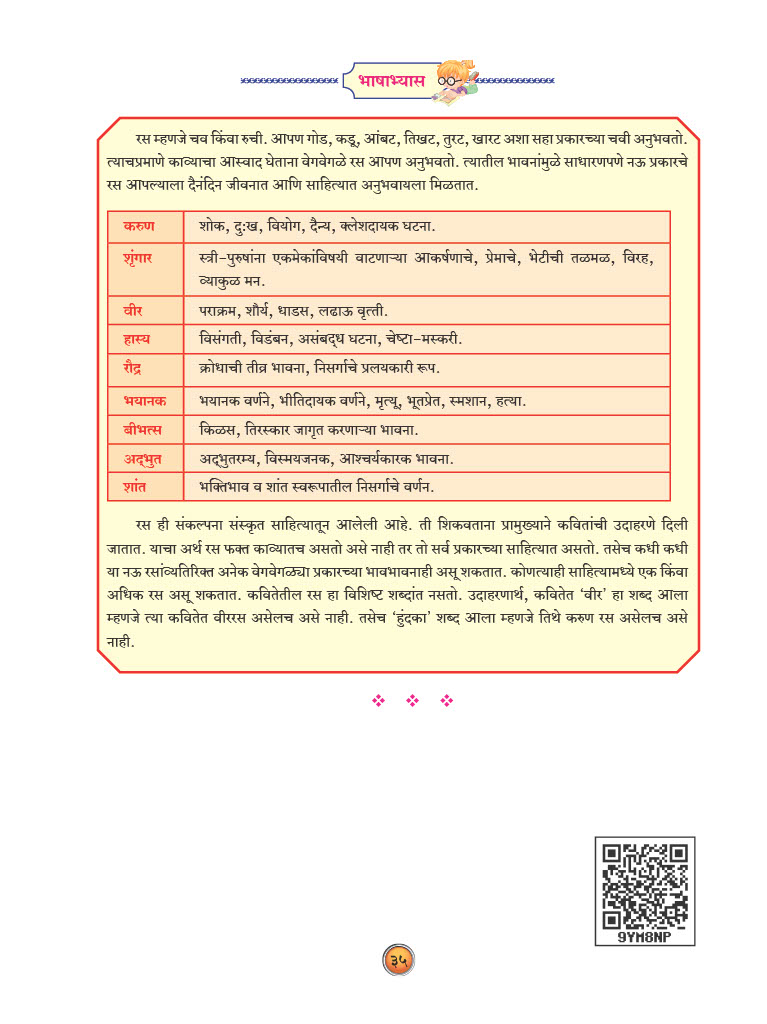 भाषाभ्यास
रस म्हणजे चव किंवा रुची. आपण गोड, कडू, आंबट, तिखट, तुरट, खारट अशा सहा प्रकारच्या चवी अनुभवतो.
त्याचप्रमाणे काव्याचा आस्वाद घेताना वेगवेगळे रस आपण अनुभवतो. त्यातील भावनांमुळे साधारणपणे नऊ प्रकारचे
रस आपल्याला दैनंदिन जीवनात आणि साहित्यात अनुभवायला मिळतात.
करुण शोक, दुःख, वियोग, दैन्य, क्लेशदायक घटना.
शृंगार स्त्री-पुरुषांना एकमेकांविषयी वाटणाऱ्या आकर्षणाचे, प्रेमाचे, भेटीची तळमळ, विरह,
व्याकुळ मन.
वीर पराक्रम, शौर्य, धाडस, लढाऊ वृत्ती.
हास्य विसंगती, विडंबन, असंबद्ध घटना, चेष्टा-मस्करी.
रौद्र क्रोधाची तीव्र भावना, निसर्गाचे प्रलयकारी रूप.
भयानक भयानक वर्णने, भीतिदायक वर्णने, मृत्यू, भूतप्रेत, स्मशान, हत्या.
बीभत्स किळस, तिरस्कार जागृत करणाऱ्या भावना.
अद्भुत अद्भुतरम्य, विस्मयजनक, आश्चर्यकारक भावना.
शांत भक्तिभाव व शांत स्वरूपातील निसर्गाचे वर्णन.
रस ही संकल्पना संस्कृत साहित्यातून आलेली आहे. ती शिकवताना प्रामुख्याने कवितांची उदाहरणे दिली
जातात. याचा अर्थ रस फक्त काव्यातच असतो असे नाही तर तो सर्व प्रकारच्या साहित्यात असतो. तसेच कधी कधी
या नऊ रसांव्यतिरिक्त अनेक वेगवेगळ्या प्रकारच्या भावभावनाही असू शकतात. कोणत्याही साहित्यामध्ये एक किंवा
अधिक रस असू शकतात. कवितेतील रस हा विशिष्ट शब्दांत नसतो. उदाहरणार्थ, कवितेत ‘वीर’ हा शब्द आला
म्हणजे त्या कवितेत वीररस असेलच असे नाही. तसेच ‘हुंदका’ शब्द आला म्हणजे तिथे करुण रस असेलच असे
नाही.
9YM8NP
३५